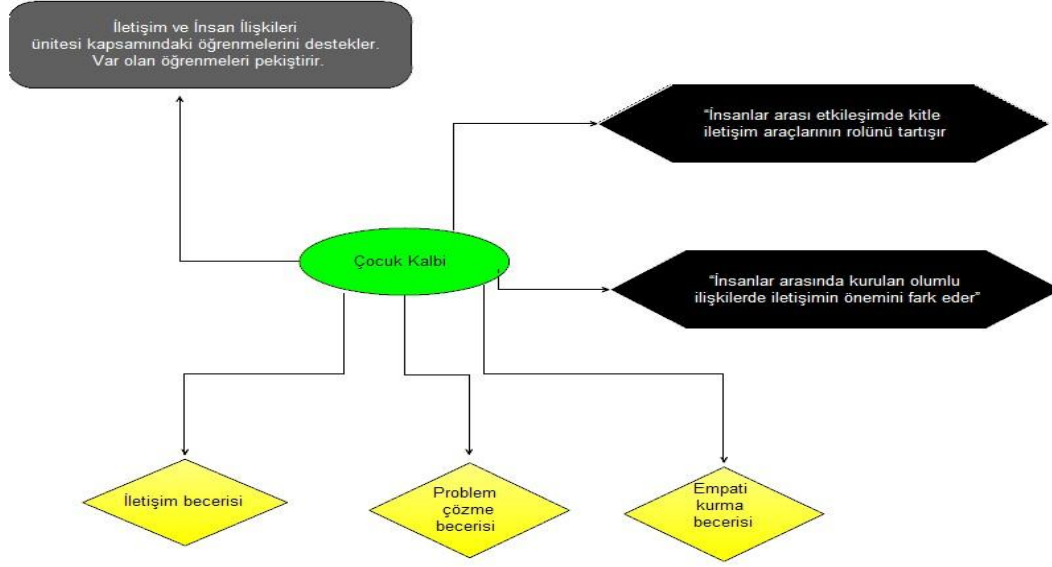 İletişim ve İnsan İlişkileri
ünitesi kapsamındaki öğrenmelerini destekler.
Var olan öğrenmeleri pekiştirir.
“İnsanlar arası etkileşimde kitle
iletişim araçlarının rolünü tartışır
Çocuk Kalbi
“İnsanlar arasında kurulan olumlu
ilişkilerde iletişimin önemini fark eder”
İletişim becerisi
Problem
çözme
becerisi
Empati
kurma
becerisi